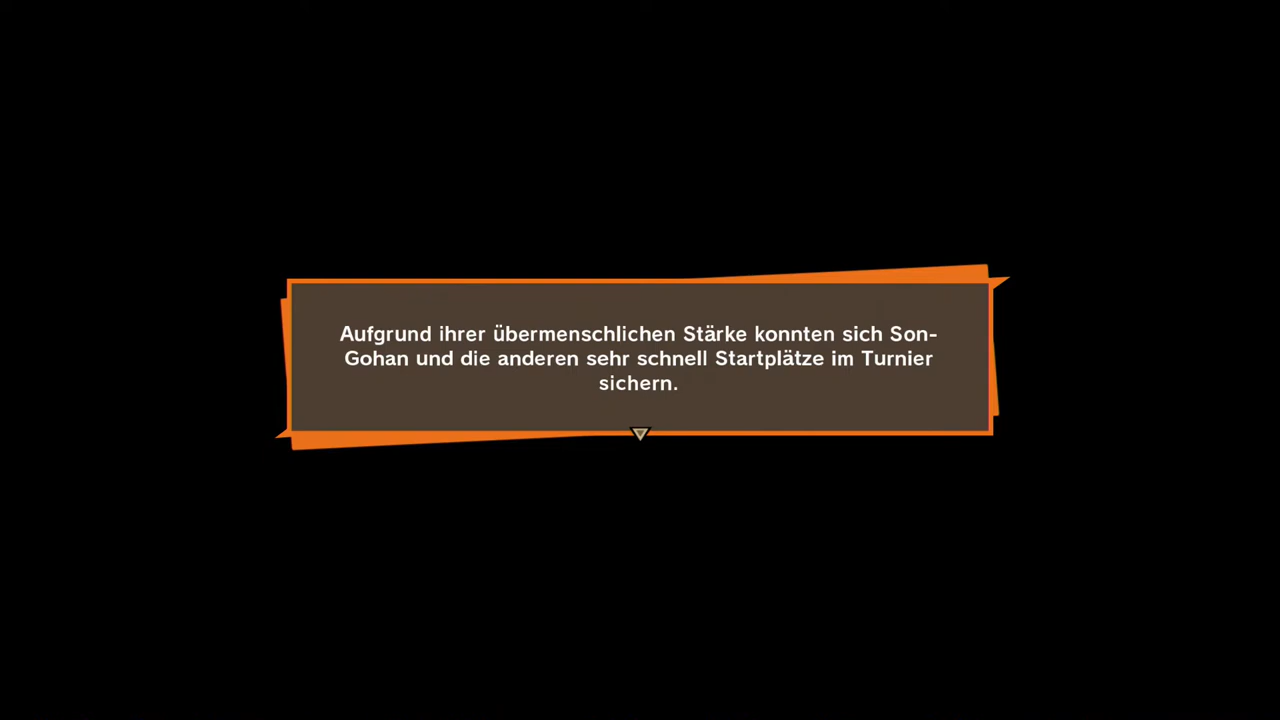 Aufgrund ihrer übermenschlichen Stärke konnten sich Son-
Gohan und die anderen sehr schnell Startplätze im Turnier
sichern.